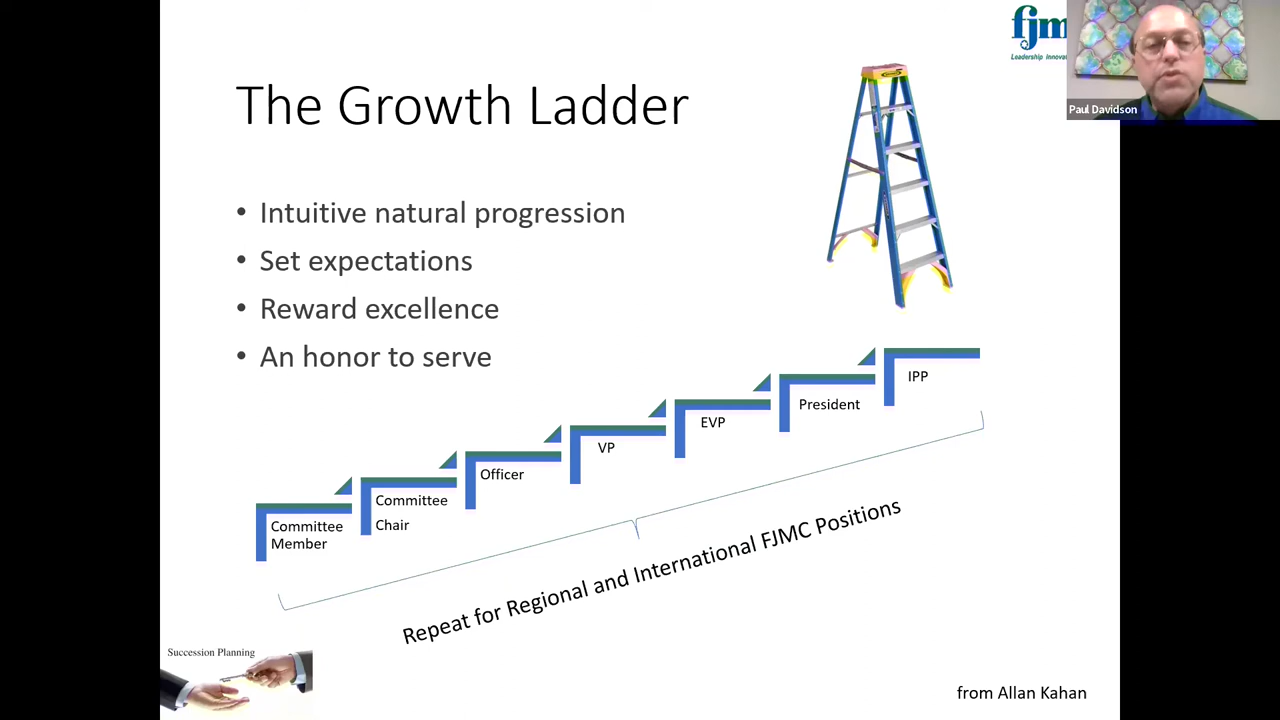 fjm
Leadership Innovat
Paul Davidson
The Growth Ladder
• Intuitive natural progression
• Set expectations
• Reward excellence
• An honor to serve
IPP
President
EVP
VP
Officer
Committee
Chair
Committee
Member
Repeat for Regional and International FJMC Positions
Succession Planning
from Allan Kahan